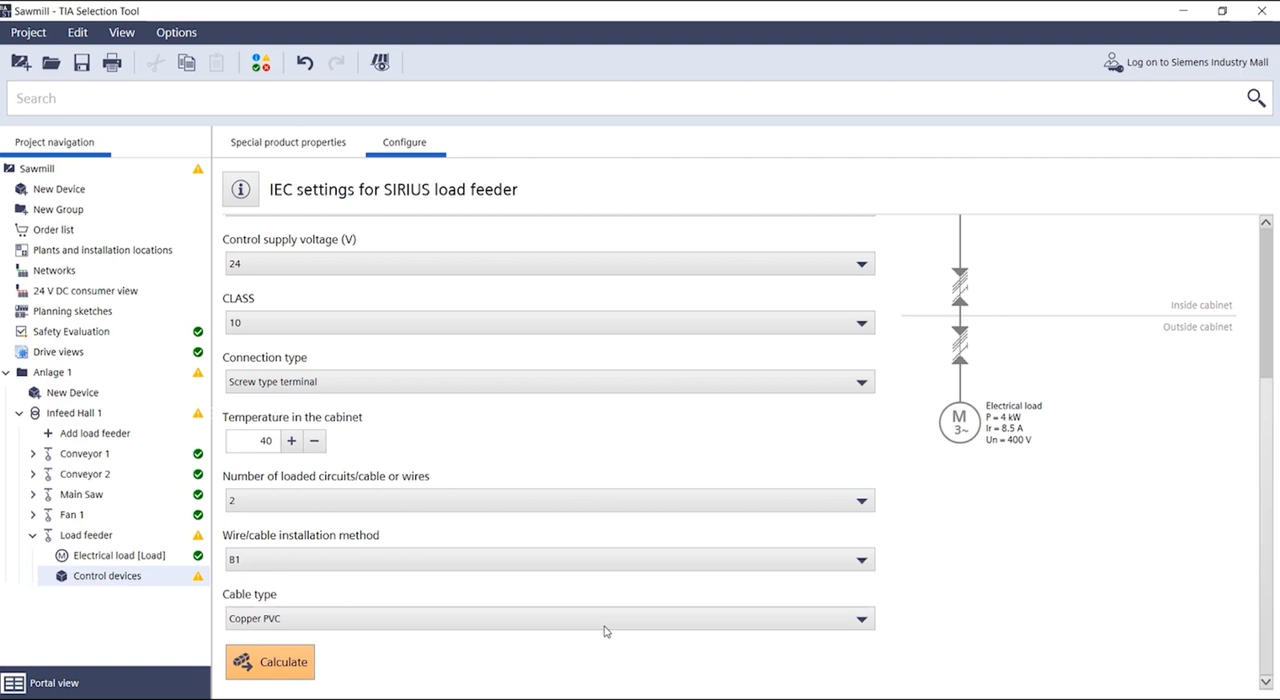 Sawmill - TIA Selection Tool
Project Edit View Options
Log on to Siemens Industry Mall
Search
Project navigation
Sawmill
New Device
New Group
Order list
Plants and installation locations
Networks
24 V DC consumer view
Planning sketches
Safety Evaluation
Drive views
Anlage 1
New Device
Infeed Hall 1
Add load feeder
Conveyor 1
Conveyor 2
Main Saw
Fan 1
Load feeder
Electrical load [Load]
Control devices
Portal view
Special product properties Configure
IEC settings for SIRIUS load feeder
Control supply voltage (V)
24
CLASS
10
Connection type
Screw type terminal
Temperature in the cabinet
40 + −
Number of loaded circuits/cable or wires
2
Wire/cable installation method
B1
Cable type
Copper PVC
Calculate
Inside cabinet
Outside cabinet
M
3~
Electrical load
P = 4 kW
Ir = 8.5 A
Un = 400 V